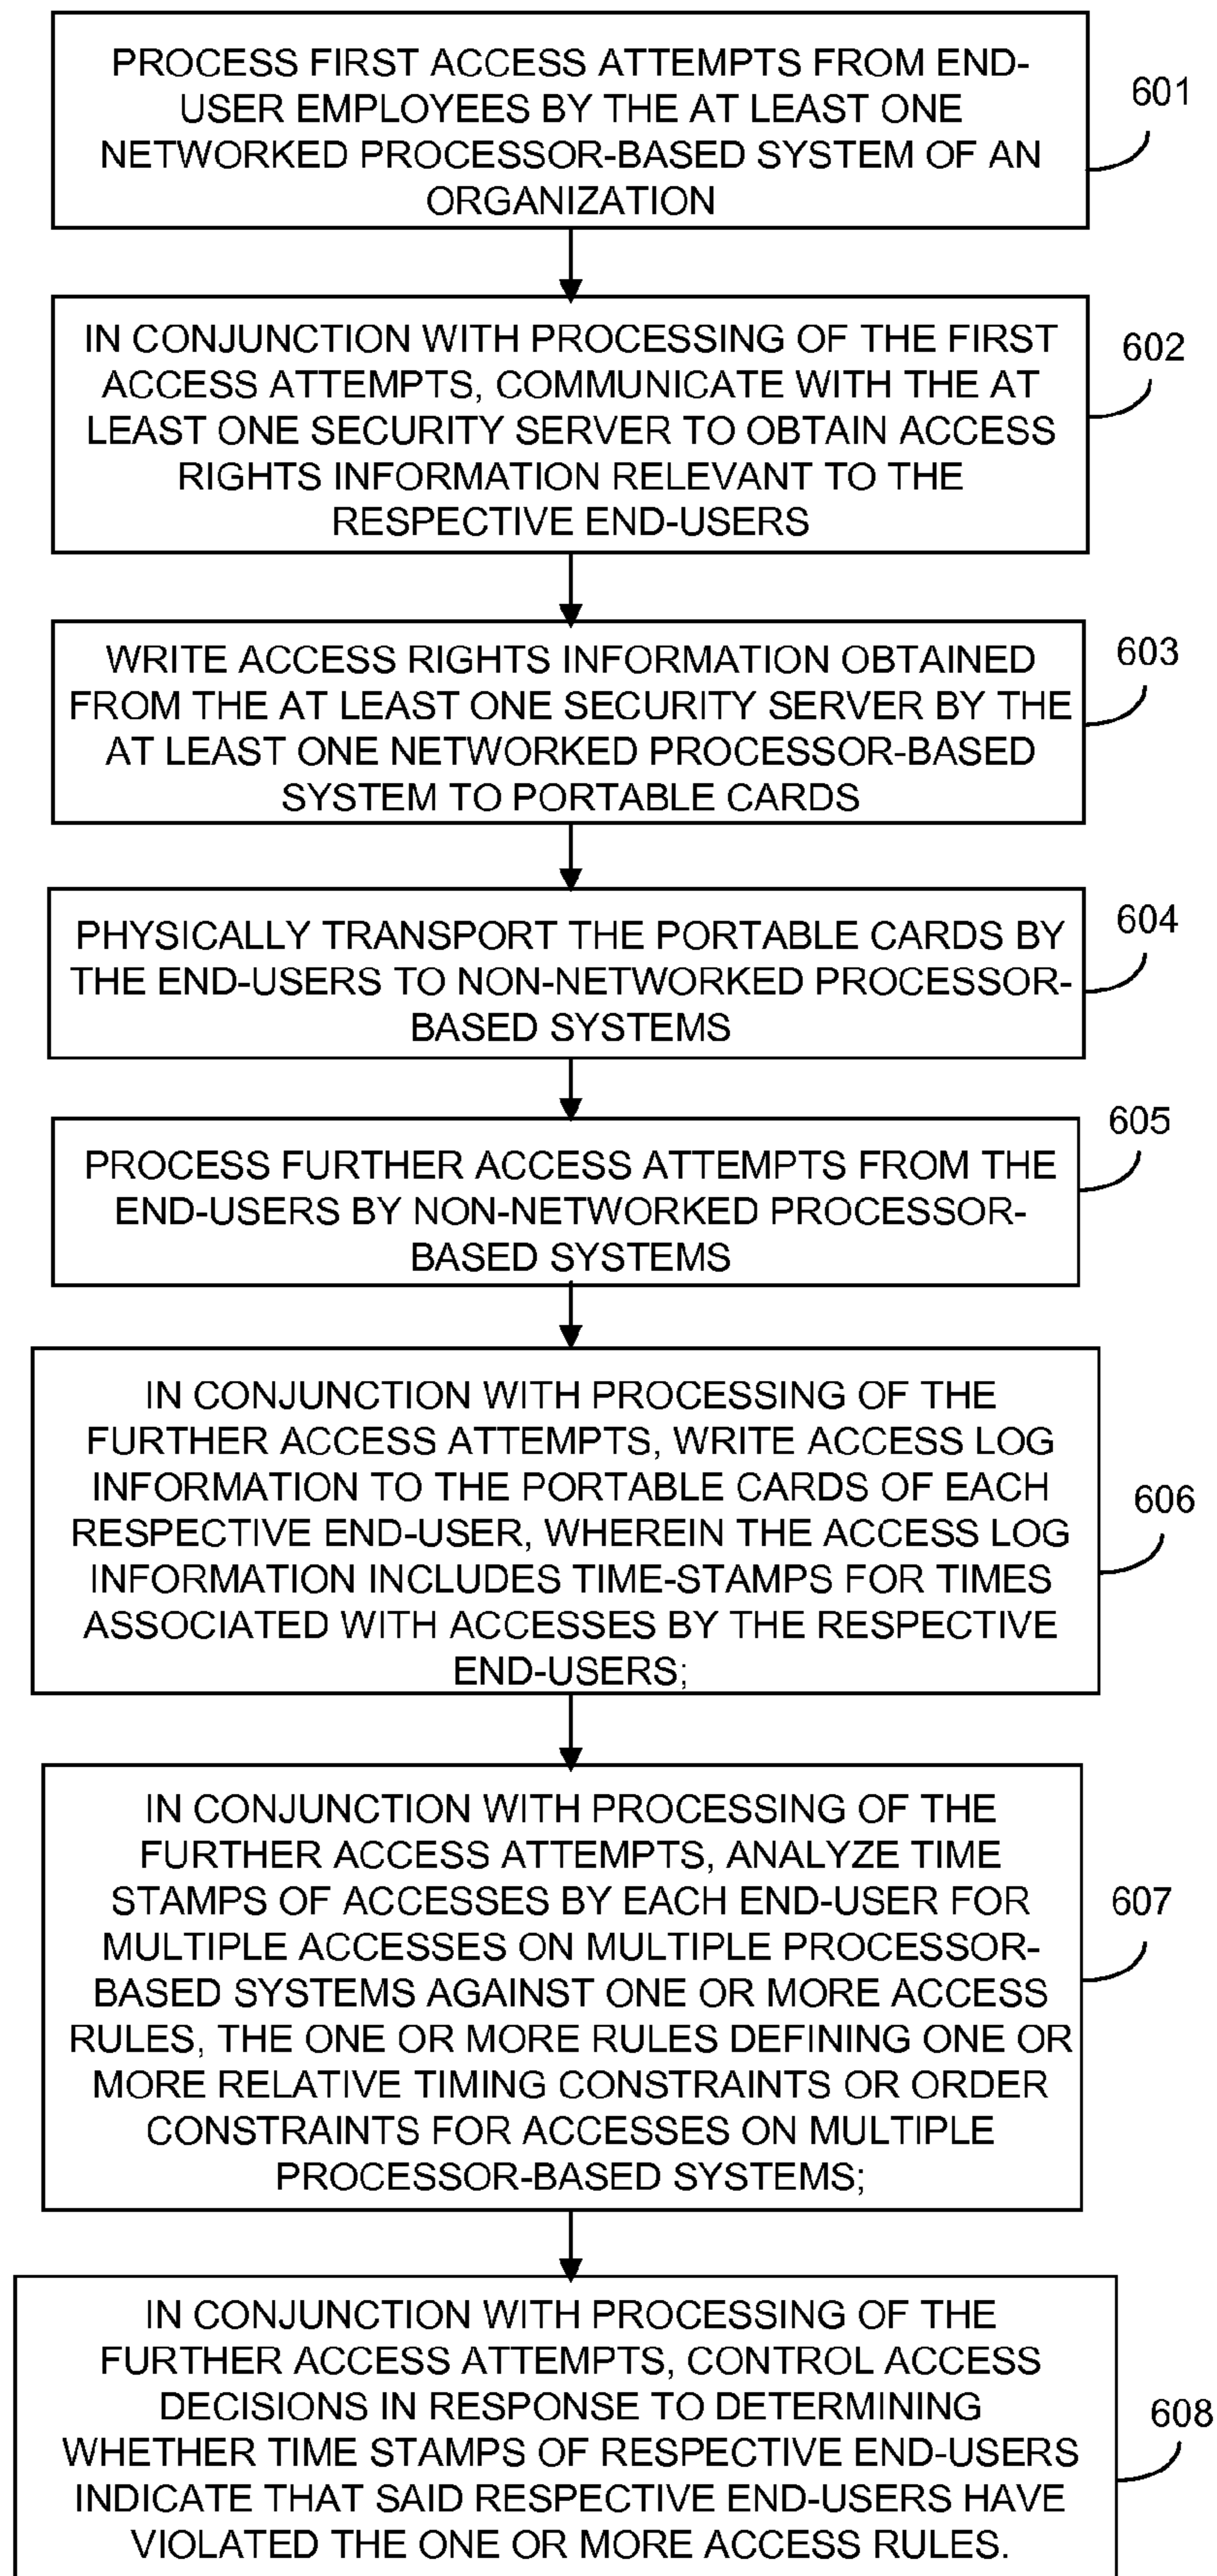 PROCESS FIRST ACCESS ATTEMPTS FROM END-
USER EMPLOYEES BY THE AT LEAST ONE
NETWORKED PROCESSOR-BASED SYSTEM OF AN
ORGANIZATION
601
IN CONJUNCTION WITH PROCESSING OF THE FIRST
ACCESS ATTEMPTS, COMMUNICATE WITH THE AT
LEAST ONE SECURITY SERVER TO OBTAIN ACCESS
RIGHTS INFORMATION RELEVANT TO THE
RESPECTIVE END-USERS
602
WRITE ACCESS RIGHTS INFORMATION OBTAINED
FROM THE AT LEAST ONE SECURITY SERVER BY THE
AT LEAST ONE NETWORKED PROCESSOR-BASED
SYSTEM TO PORTABLE CARDS
603
PHYSICALLY TRANSPORT THE PORTABLE CARDS BY
THE END-USERS TO NON-NETWORKED PROCESSOR-
BASED SYSTEMS
604
PROCESS FURTHER ACCESS ATTEMPTS FROM THE
END-USERS BY NON-NETWORKED PROCESSOR-
BASED SYSTEMS
605
IN CONJUNCTION WITH PROCESSING OF THE
FURTHER ACCESS ATTEMPTS, WRITE ACCESS LOG
INFORMATION TO THE PORTABLE CARDS OF EACH
RESPECTIVE END-USER, WHEREIN THE ACCESS LOG
INFORMATION INCLUDES TIME-STAMPS FOR TIMES
ASSOCIATED WITH ACCESSES BY THE RESPECTIVE
END-USERS;
606
IN CONJUNCTION WITH PROCESSING OF THE
FURTHER ACCESS ATTEMPTS, ANALYZE TIME
STAMPS OF ACCESSES BY EACH END-USER FOR
MULTIPLE ACCESSES ON MULTIPLE PROCESSOR-
BASED SYSTEMS AGAINST ONE OR MORE ACCESS
RULES, THE ONE OR MORE RULES DEFINING ONE OR
MORE RELATIVE TIMING CONSTRAINTS OR ORDER
CONSTRAINTS FOR ACCESSES ON MULTIPLE
PROCESSOR-BASED SYSTEMS;
607
IN CONJUNCTION WITH PROCESSING OF THE
FURTHER ACCESS ATTEMPTS, CONTROL ACCESS
DECISIONS IN RESPONSE TO DETERMINING
WHETHER TIME STAMPS OF RESPECTIVE END-USERS
INDICATE THAT SAID RESPECTIVE END-USERS HAVE
VIOLATED THE ONE OR MORE ACCESS RULES.
608